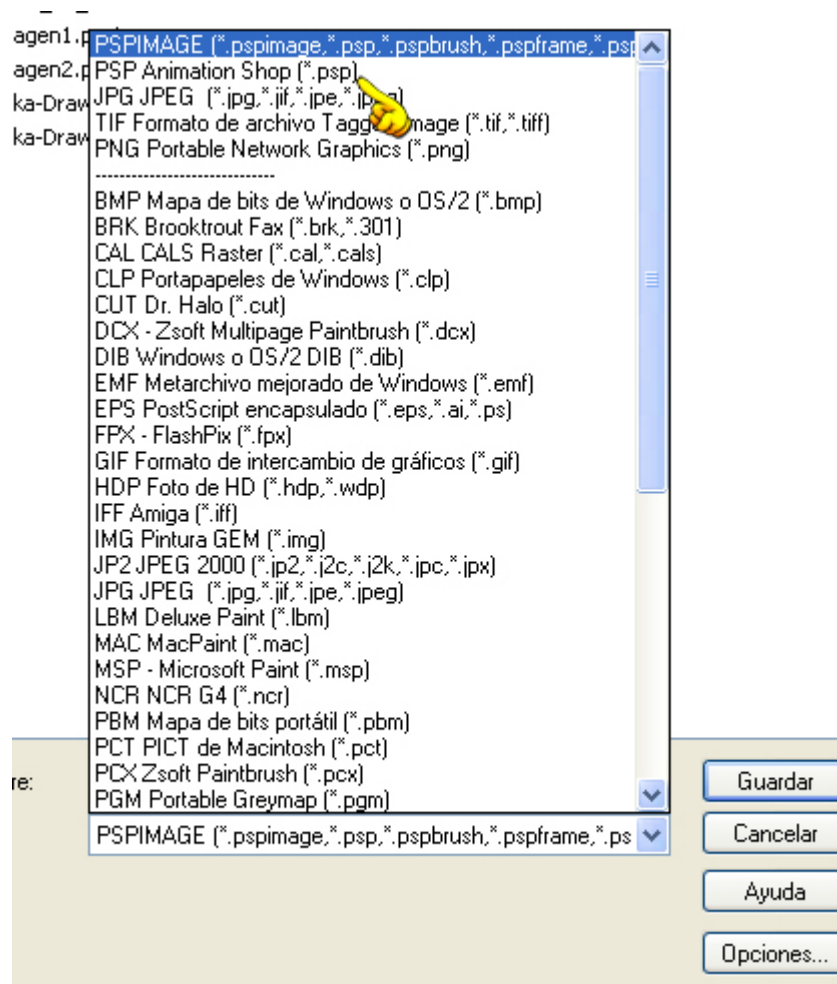 agen1.p
agen2.p
ka-Draw
ka-Draw
PSPIMAGE (*.pspimage,*.psp,*.pspbrush,*.pspframe,*.psp
PSP Animation Shop (*.psp)
JPG JPEG (*.jpg,*.jif,*.jpe,*.jpeg)
TIF Formato de archivo Tagged Image (*.tif,*.tiff)
PNG Portable Network Graphics (*.png)
------------------------------
BMP Mapa de bits de Windows o OS/2 (*.bmp)
BRK Brooktrout Fax (*.brk,*.301)
CAL CALS Raster (*.cal,*.cals)
CLP Portapapeles de Windows (*.clp)
CUT Dr. Halo (*.cut)
DCX - Zsoft Multipage Paintbrush (*.dcx)
DIB Windows o OS/2 DIB (*.dib)
EMF Metarchivo mejorado de Windows (*.emf)
EPS PostScript encapsulado (*.eps,*.ai,*.ps)
FPX - FlashPix (*.fpx)
GIF Formato de intercambio de gráficos (*.gif)
HDP Foto de HD (*.hdp,*.wdp)
IFF Amiga (*.iff)
IMG Pintura GEM (*.img)
JP2 JPEG 2000 (*.jp2,*.j2c,*.j2k,*.jpc,*.jpx)
JPG JPEG (*.jpg,*.jif,*.jpe,*.jpeg)
LBM Deluxe Paint (*.lbm)
MAC MacPaint (*.mac)
MSP - Microsoft Paint (*.msp)
NCR NCR G4 (*.ncr)
PBM Mapa de bits portátil (*.pbm)
PCT PICT de Macintosh (*.pct)
PCX Zsoft Paintbrush (*.pcx)
PGM Portable Greymap (*.pgm)
re:
PSPIMAGE (*.pspimage,*.psp,*.pspbrush,*.pspframe,*.ps
Guardar
Cancelar
Ayuda
Opciones...